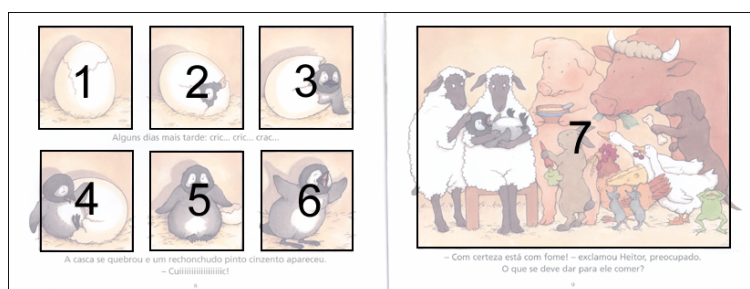 1
2
3
Alguns dias mais tarde: cric... cric... crac...
4
5
6
A casca se quebrou e um rechonchudo pinto cinzento apareceu.
– Cuiiiiiiiiiiiiiiiiic!
7
– Com certeza está com fome! – exclamou Heitor, preocupado.
O que se deve dar para ele comer?